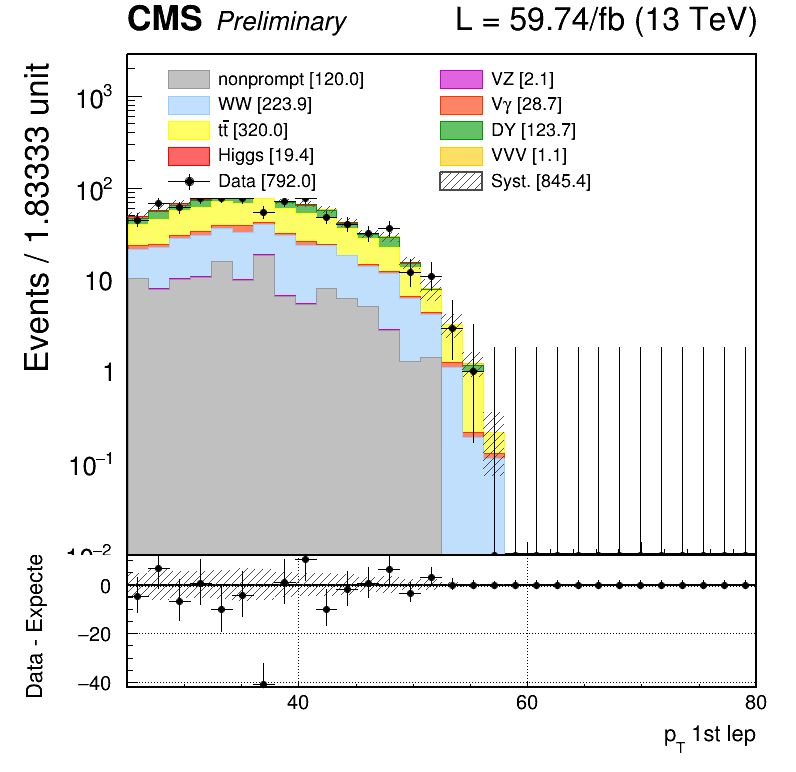 CMS Preliminary L = 59.74/fb (13 TeV)
Events / 1.83333 unit
nonprompt [120.0] VZ [2.1]
WW [223.9] Vγ [28.7]
tt̄ [320.0] DY [123.7]
Higgs [19.4] VVV [1.1]
Data [792.0] Syst. [845.4]
10³
10²
10
1
10⁻¹
10⁻²
Data - Expecte
0
−20
−40
40 60 80
p_T 1st lep